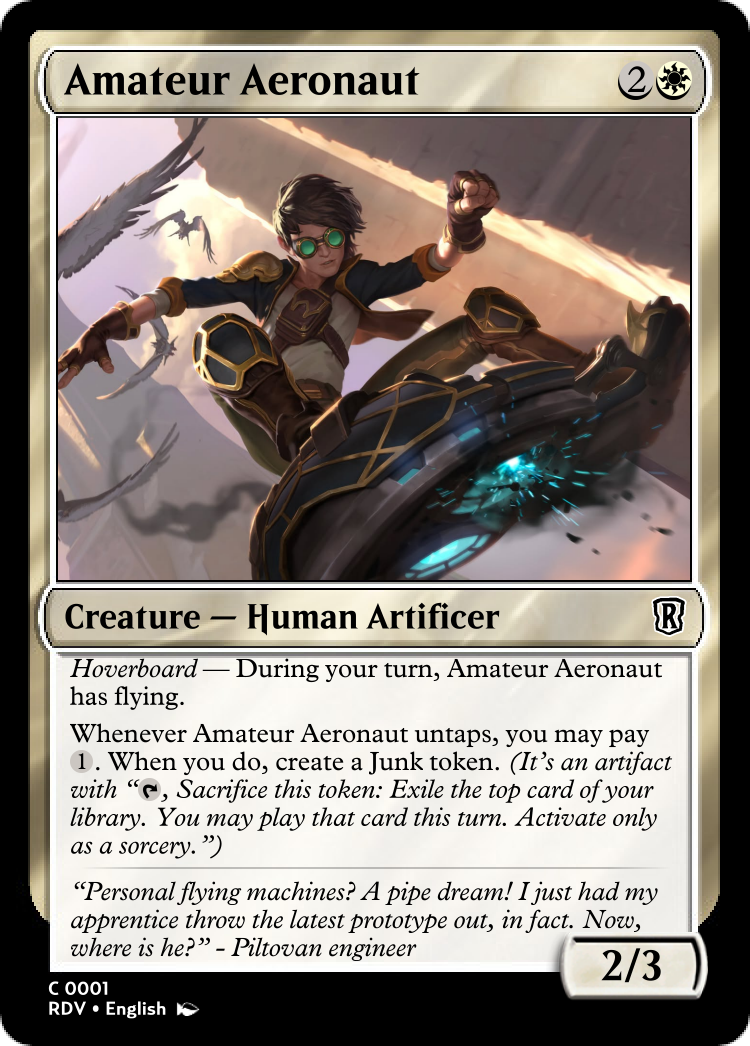 Amateur Aeronaut 2
Creature — Human Artificer R
Hoverboard — During your turn, Amateur Aeronaut
has flying.
Whenever Amateur Aeronaut untaps, you may pay
1. When you do, create a Junk token. (It's an artifact
with “, Sacrifice this token: Exile the top card of your
library. You may play that card this turn. Activate only
as a sorcery.”)
“Personal flying machines? A pipe dream! I just had my
apprentice throw the latest prototype out, in fact. Now,
where is he?” - Piltovan engineer
2/3
C 0001
RDV • English